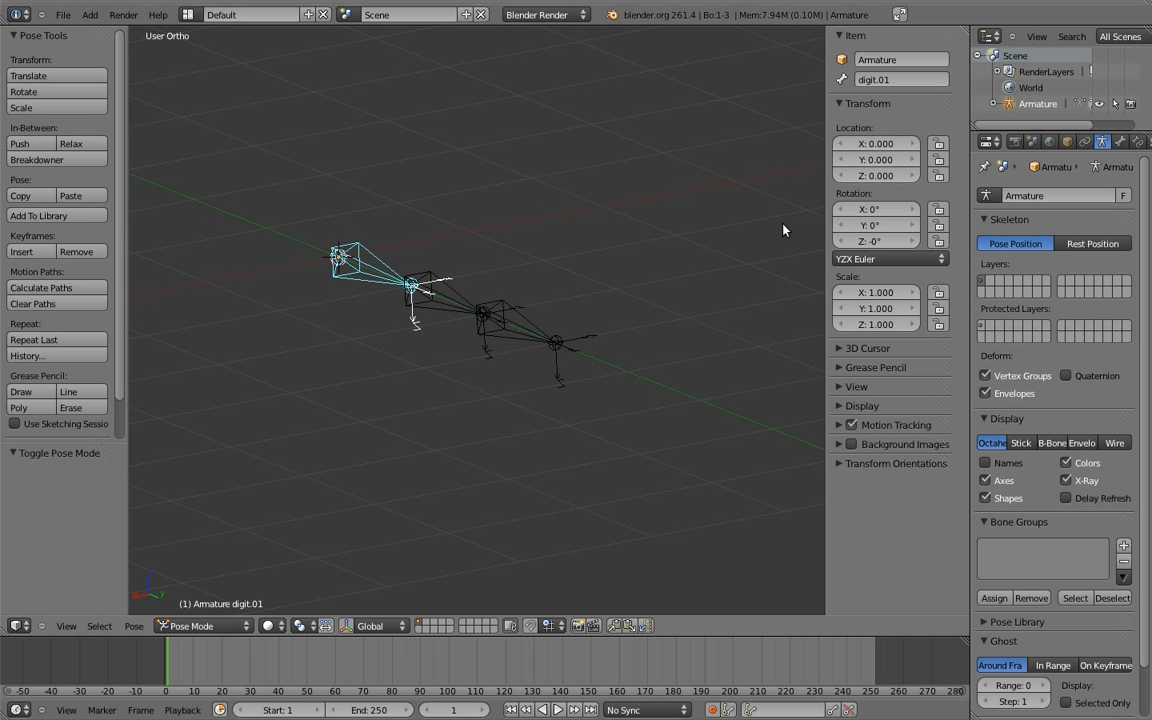 File Add Render Help Default Scene Blender Render blender.org 261.4 | Bo:1-3 | Mem:7.94M (0.10M) | Armature
Pose Tools
Transform:
Translate
Rotate
Scale
In-Between:
Push Relax
Breakdowner
Pose:
Copy Paste
Add To Library
Keyframes:
Insert Remove
Motion Paths:
Calculate Paths
Clear Paths
Repeat:
Repeat Last
History...
Grease Pencil:
Draw Line
Poly Erase
Use Sketching Sessio
Toggle Pose Mode
User Ortho
(1) Armature digit.01
Item
Armature
digit.01
Transform
Location:
X: 0.000
Y: 0.000
Z: 0.000
Rotation:
X: 0°
Y: 0°
Z: -0°
YZX Euler
Scale:
X: 1.000
Y: 1.000
Z: 1.000
3D Cursor
Grease Pencil
View
Display
Motion Tracking
Background Images
Transform Orientations
View Search All Scenes
Scene
RenderLayers
World
Armature
Armatu Armatu
Armature F
Skeleton
Pose Position Rest Position
Layers:
Protected Layers:
Deform:
Vertex Groups Quaternion
Envelopes
Display
Octahe Stick B-Bone Envelo Wire
Names Colors
Axes X-Ray
Shapes Delay Refresh
Bone Groups
Assign Remove Select Deselect
Pose Library
Ghost
Around Fra In Range On Keyframe
Range: 0 Display:
Step: 1 Selected Only
View Select Pose Pose Mode Global
-50 -40 -30 -20 -10 0 10 20 30 40 50 60 70 80 90 100 110 120 130 140 150 160 170 180 190 200 210 220 230 240 250 260 270 280
View Marker Frame Playback Start: 1 End: 250 1 No Sync